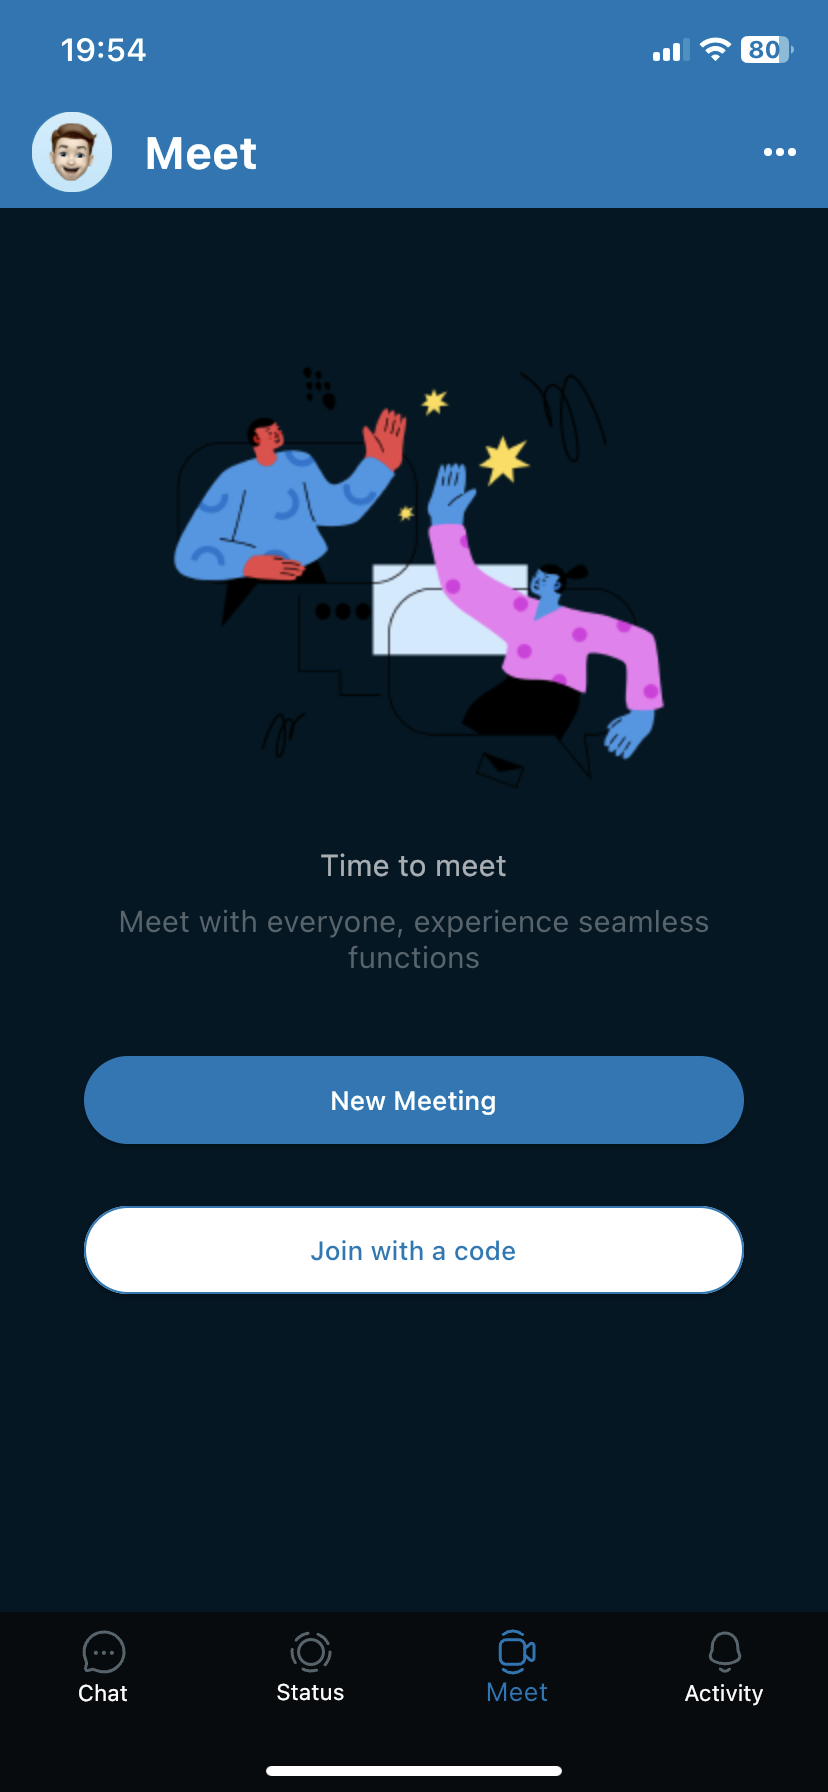 19:54
80
Meet
Time to meet
Meet with everyone, experience seamless
functions
New Meeting
Join with a code
Chat
Status
Meet
Activity